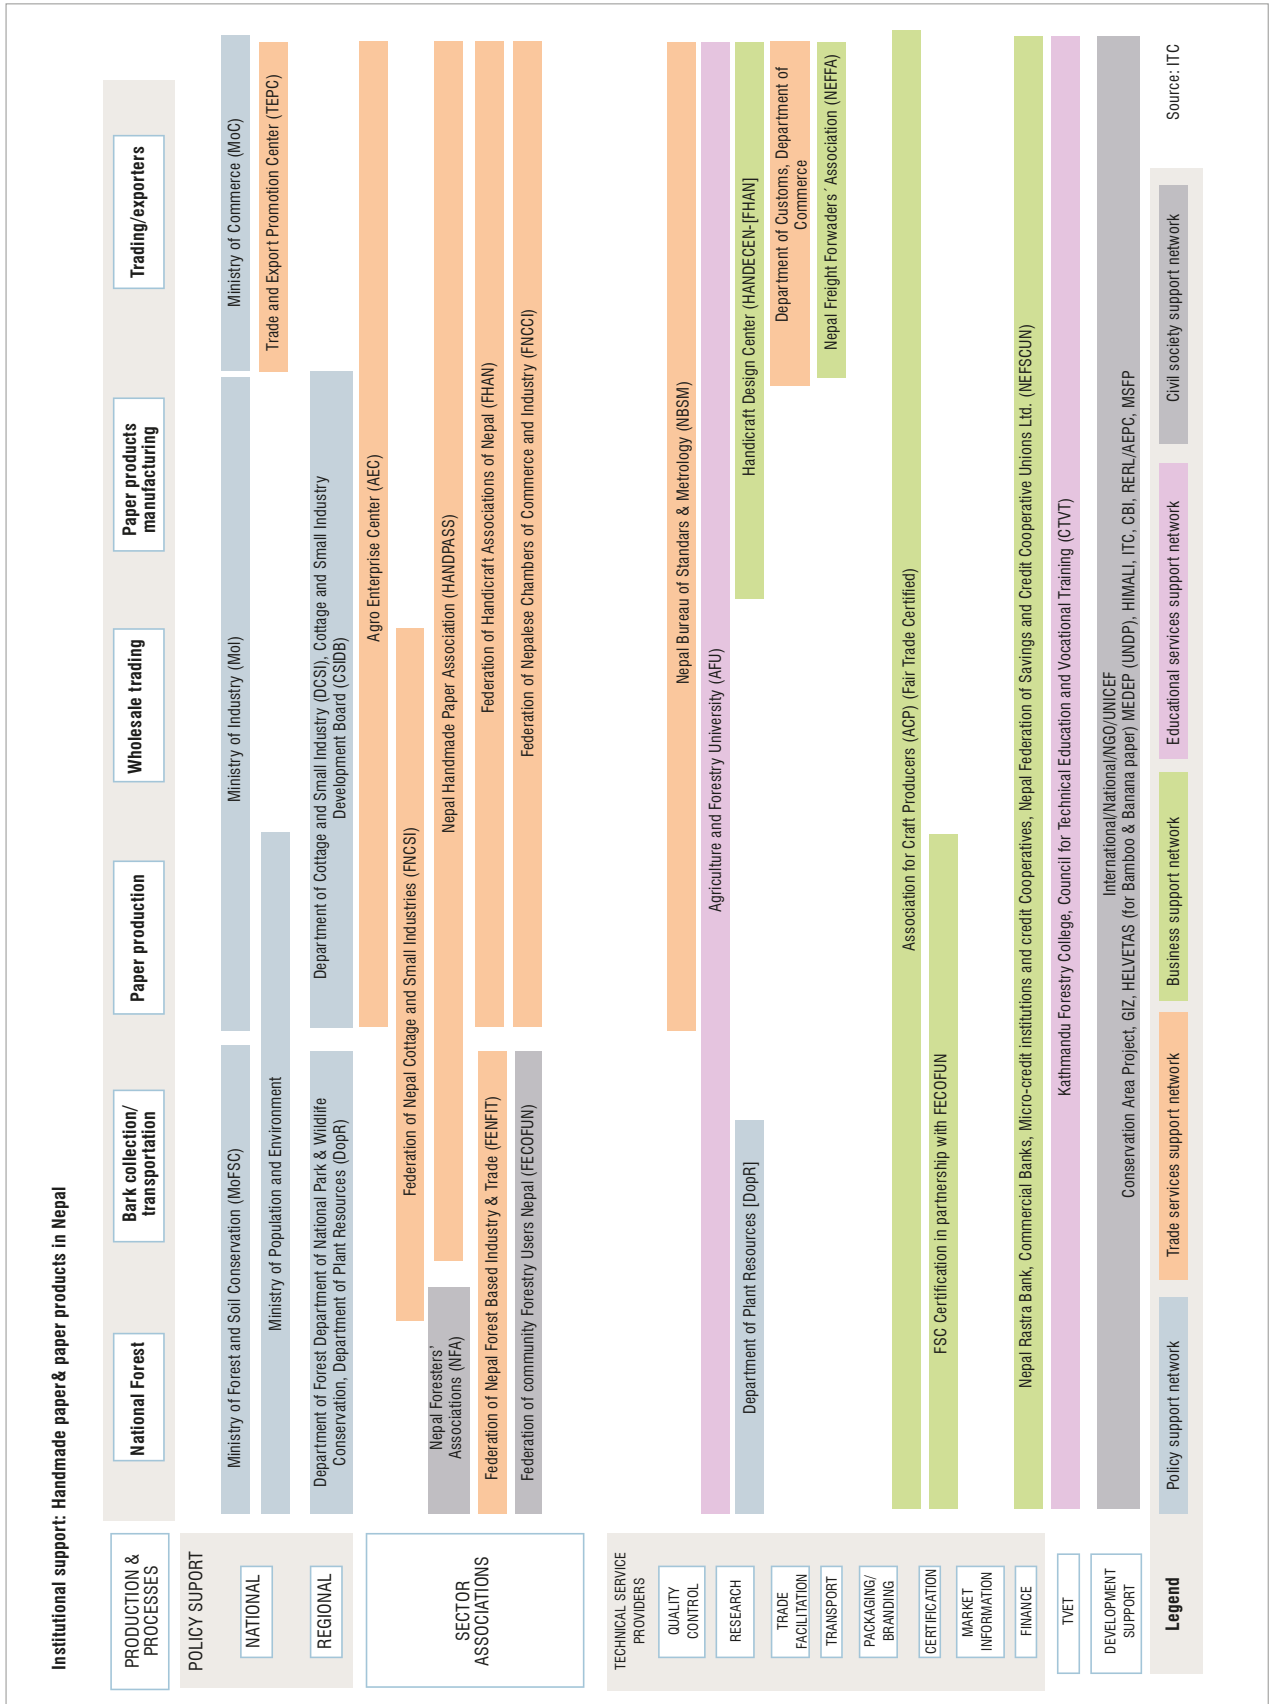 Institutional support: Handmade paper& paper products in Nepal
PRODUCTION &
PROCESSES
National Forest
Bark collection/
transportation
Paper production
Wholesale trading
Paper products
manufacturing
Trading/exporters
POLICY SUPORT
NATIONAL
Ministry of Forest and Soil Conservation (MoFSC)
Ministry of Industry (MoI)
Ministry of Commerce (MoC)
Ministry of Population and Environment
Trade and Export Promotion Center (TEPC)
REGIONAL
Department of Forest Department of National Park & Wildlife
Conservation, Department of Plant Resources (DopR)
Department of Cottage and Small Industry (DCSI), Cottage and Small Industry
Development Board (CSIDB)
SECTOR
ASSOCIATIONS
Agro Enterprise Center (AEC)
Federation of Nepal Cottage and Small Industries (FNCSI)
Nepal Foresters'
Associations (NFA)
Nepal Handmade Paper Association (HANDPASS)
Federation of Nepal Forest Based Industry & Trade (FENFIT)
Federation of Handicraft Associations of Nepal (FHAN)
Federation of community Forestry Users Nepal (FECOFUN)
Federation of Nepalese Chambers of Commerce and Industry (FNCCI)
TECHNICAL SERVICE
PROVIDERS
QUALITY
CONTROL
Nepal Bureau of Standars & Metrology (NBSM)
RESEARCH
Agriculture and Forestry University (AFU)
Department of Plant Resources [DopR]
Handicraft Design Center (HANDECEN-[FHAN]
TRADE
FACILITATION
Department of Customs, Department of
Commerce
TRANSPORT
Nepal Freight Forwaders´ Association (NEFFA)
PACKAGING/
BRANDING
Association for Craft Producers (ACP) (Fair Trade Certified)
CERTIFICATION
FSC Certification in partnership with FECOFUN
MARKET
INFORMATION
FINANCE
Nepal Rastra Bank, Commercial Banks, Micro-credit institutions and credit Cooperatives, Nepal Federation of Savings and Credit Cooperative Unions Ltd. (NEFSCUN)
TVET
Kathmandu Forestry College, Council for Technical Education and Vocational Training (CTVT)
DEVELOPMENT
SUPPORT
International/National/NGO/UNICEF
Conservation Area Project, GIZ, HELVETAS (for Bamboo & Banana paper) MEDEP (UNDP), HIMALI, ITC, CBI, RERL/AEPC, MSFP
Legend
Policy support network
Trade services support network
Business support network
Educational services support network
Civil society support network
Source: ITC